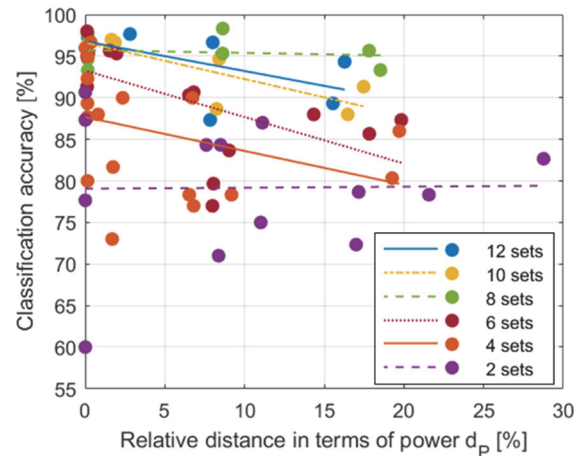 Classification accuracy [%]
100
95
90
85
80
75
70
65
60
55
0
5
10
15
20
25
30
Relative distance in terms of power d_P [%]
12 sets
10 sets
8 sets
6 sets
4 sets
2 sets